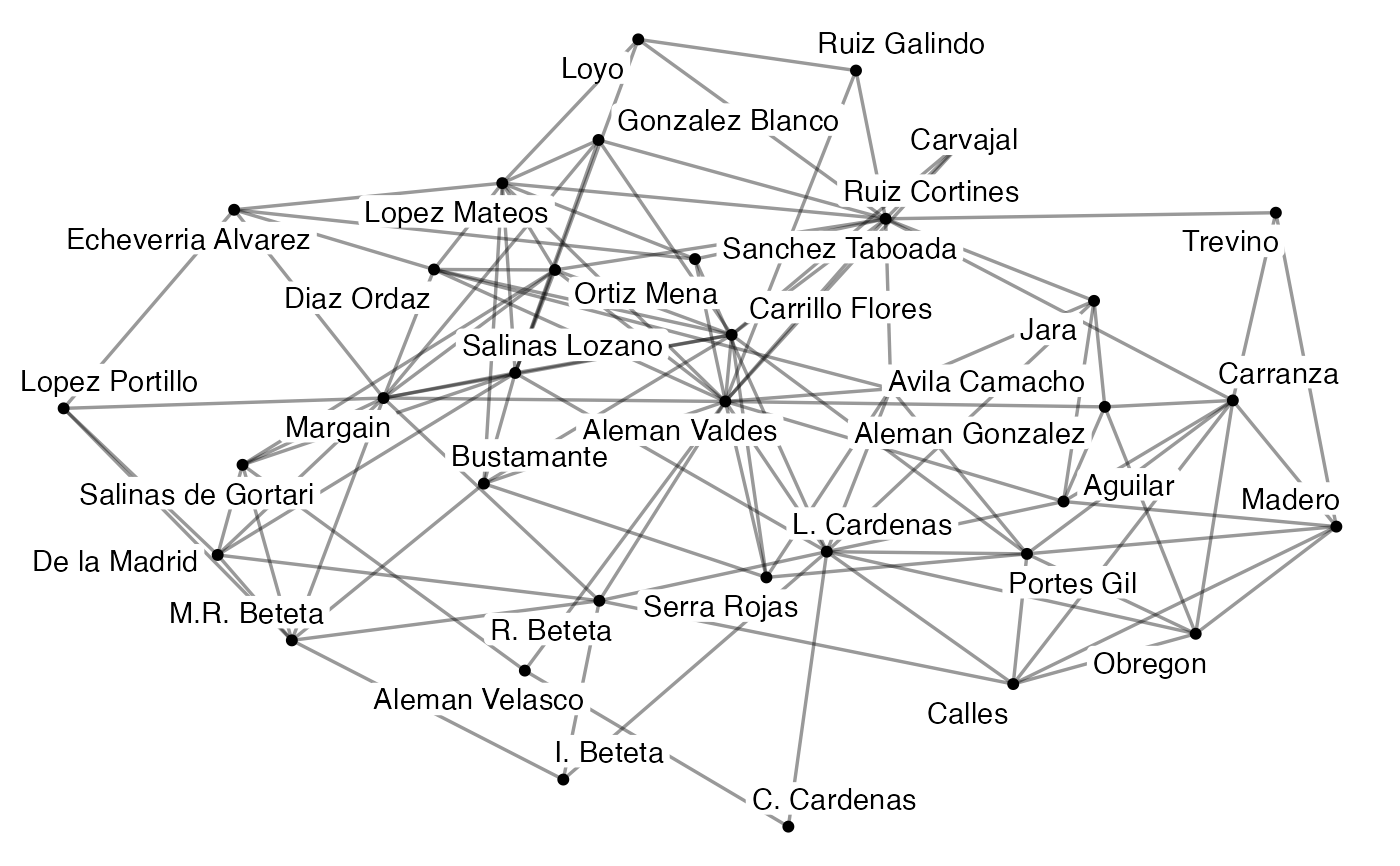 Ruiz Galindo
Loyo
Gonzalez Blanco
Carvajal
Ruiz Cortines
Lopez Mateos
Echeverria Alvarez
Trevino
Sanchez Taboada
Diaz Ordaz
Ortiz Mena
Carrillo Flores
Jara
Salinas Lozano
Carranza
Lopez Portillo
Avila Camacho
Margain
Aleman Valdes
Aleman Gonzalez
Bustamante
Aguilar
Salinas de Gortari
Madero
L. Cardenas
De la Madrid
Portes Gil
M.R. Beteta
Serra Rojas
R. Beteta
Obregon
Aleman Velasco
Calles
I. Beteta
C. Cardenas